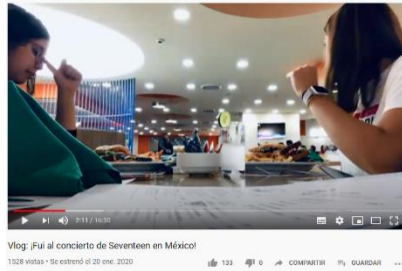 2:11 / 16:30
Vlog: ¡Fui al concierto de Seventeen en México!
1528 vistas • Se estrenó el 20 ene. 2020
133 0 COMPARTIR GUARDAR ...